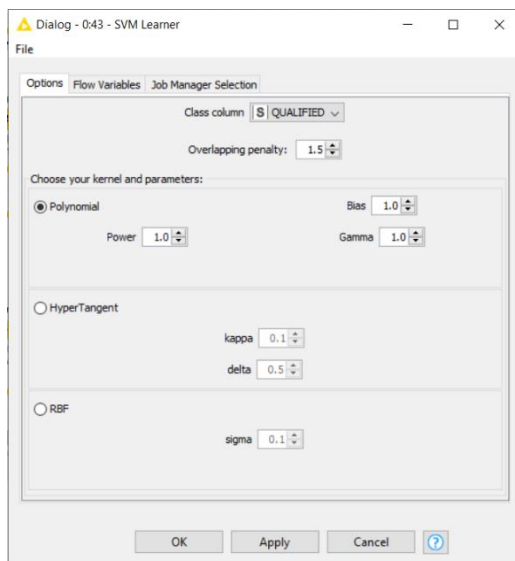 Dialog - 0:43 - SVM Learner
File
Options Flow Variables Job Manager Selection
Class column S QUALIFIED
Overlapping penalty: 1.5
Choose your kernel and parameters:
Polynomial Bias 1.0
Power 1.0 Gamma 1.0
HyperTangent
kappa 0.1
delta 0.5
RBF
sigma 0.1
OK Apply Cancel ?